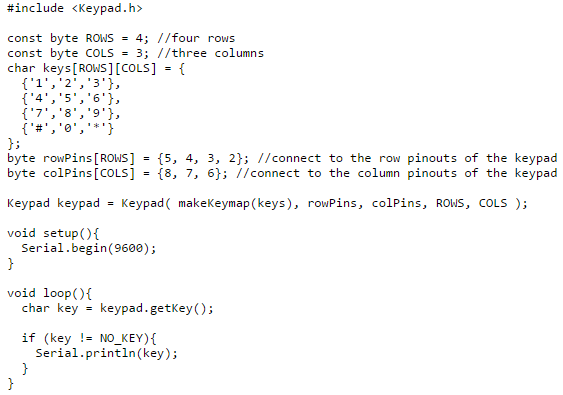 #include <Keypad.h>

const byte ROWS = 4; //four rows
const byte COLS = 3; //three columns
char keys[ROWS][COLS] = {
  {'1','2','3'},
  {'4','5','6'},
  {'7','8','9'},
  {'#','0','*'}
};
byte rowPins[ROWS] = {5, 4, 3, 2}; //connect to the row pinouts of the keypad
byte colPins[COLS] = {8, 7, 6}; //connect to the column pinouts of the keypad

Keypad keypad = Keypad( makeKeymap(keys), rowPins, colPins, ROWS, COLS );

void setup(){
  Serial.begin(9600);
}

void loop(){
  char key = keypad.getKey();

  if (key != NO_KEY){
    Serial.println(key);
  }
}